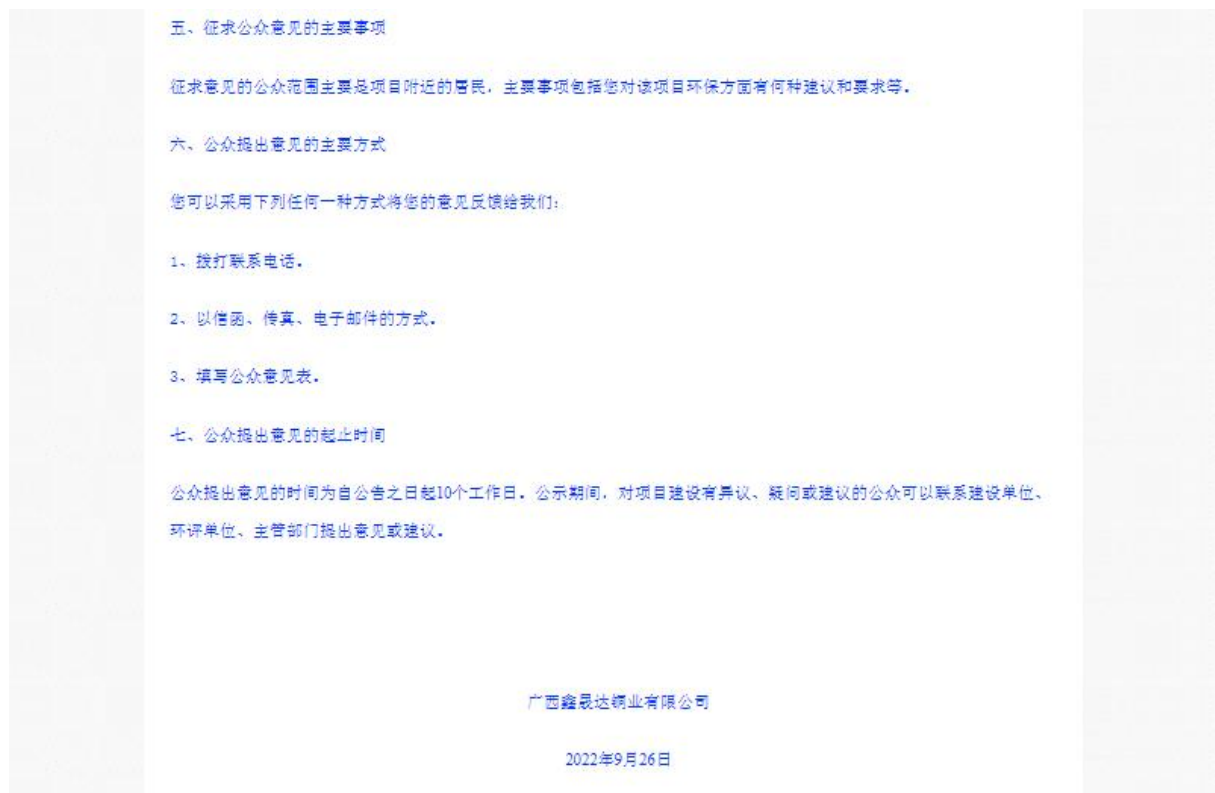 五、征求公众意见的主要事项
征求意见的公众范围主要是项目附近的居民，主要事项包括您对该项目环保方面有何种建议和要求等。
六、公众提出意见的主要方式
您可以采用下列任何一种方式将您的意见反馈给我们：
1、拨打联系电话。
2、以信函、传真、电子邮件的方式。
3、填写公众意见表。
七、公众提出意见的起止时间
公众提出意见的时间为自公告之日起10个工作日。公示期间，对项目建设有异议、疑问或建议的公众可以联系建设单位、
环评单位、主管部门提出意见或建议。
广西鑫晟达铜业有限公司
2022年9月26日